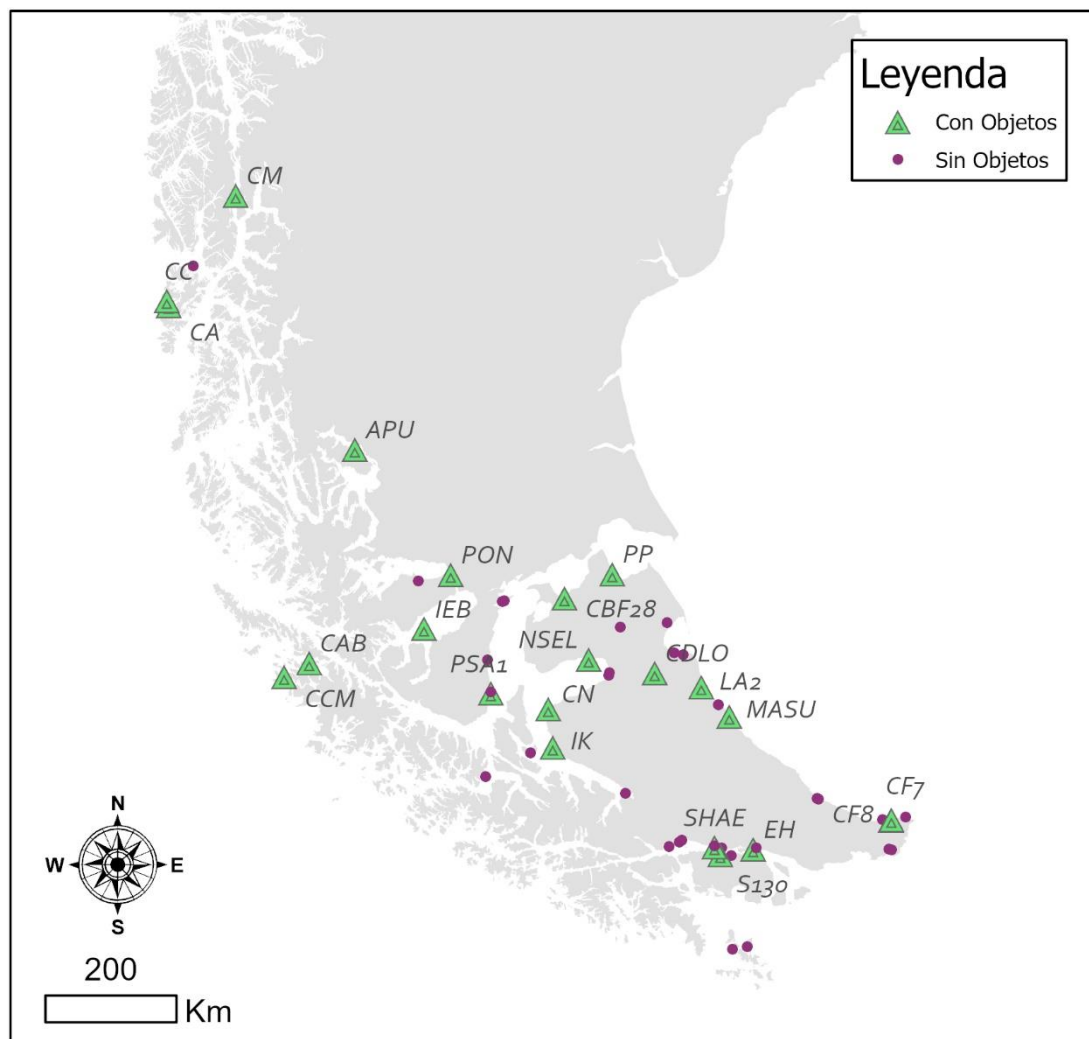 Leyenda
Con Objetos
Sin Objetos
CM
CC
CA
APU
PON
PP
IEB
CBF28
NSEL
CAB
PSA1
CDLO
CCM
CN
LA2
MASU
IK
CF7
CF8
SHAE
EH
S130
N
W
E
S
200
Km